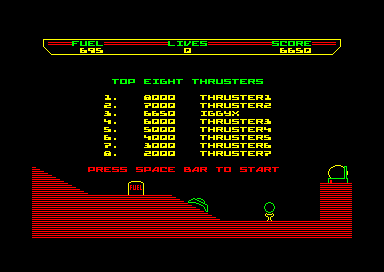 FUEL LIVES SCORE
695 0 6650
TOP EIGHT THRUSTERS
1. 8000 THRUSTER1
2. 7000 THRUSTER2
3. 6650 IGGYX
4. 6000 THRUSTER3
5. 5000 THRUSTER4
6. 4000 THRUSTER5
7. 3000 THRUSTER6
8. 2000 THRUSTER7
PRESS SPACE BAR TO START
FUEL